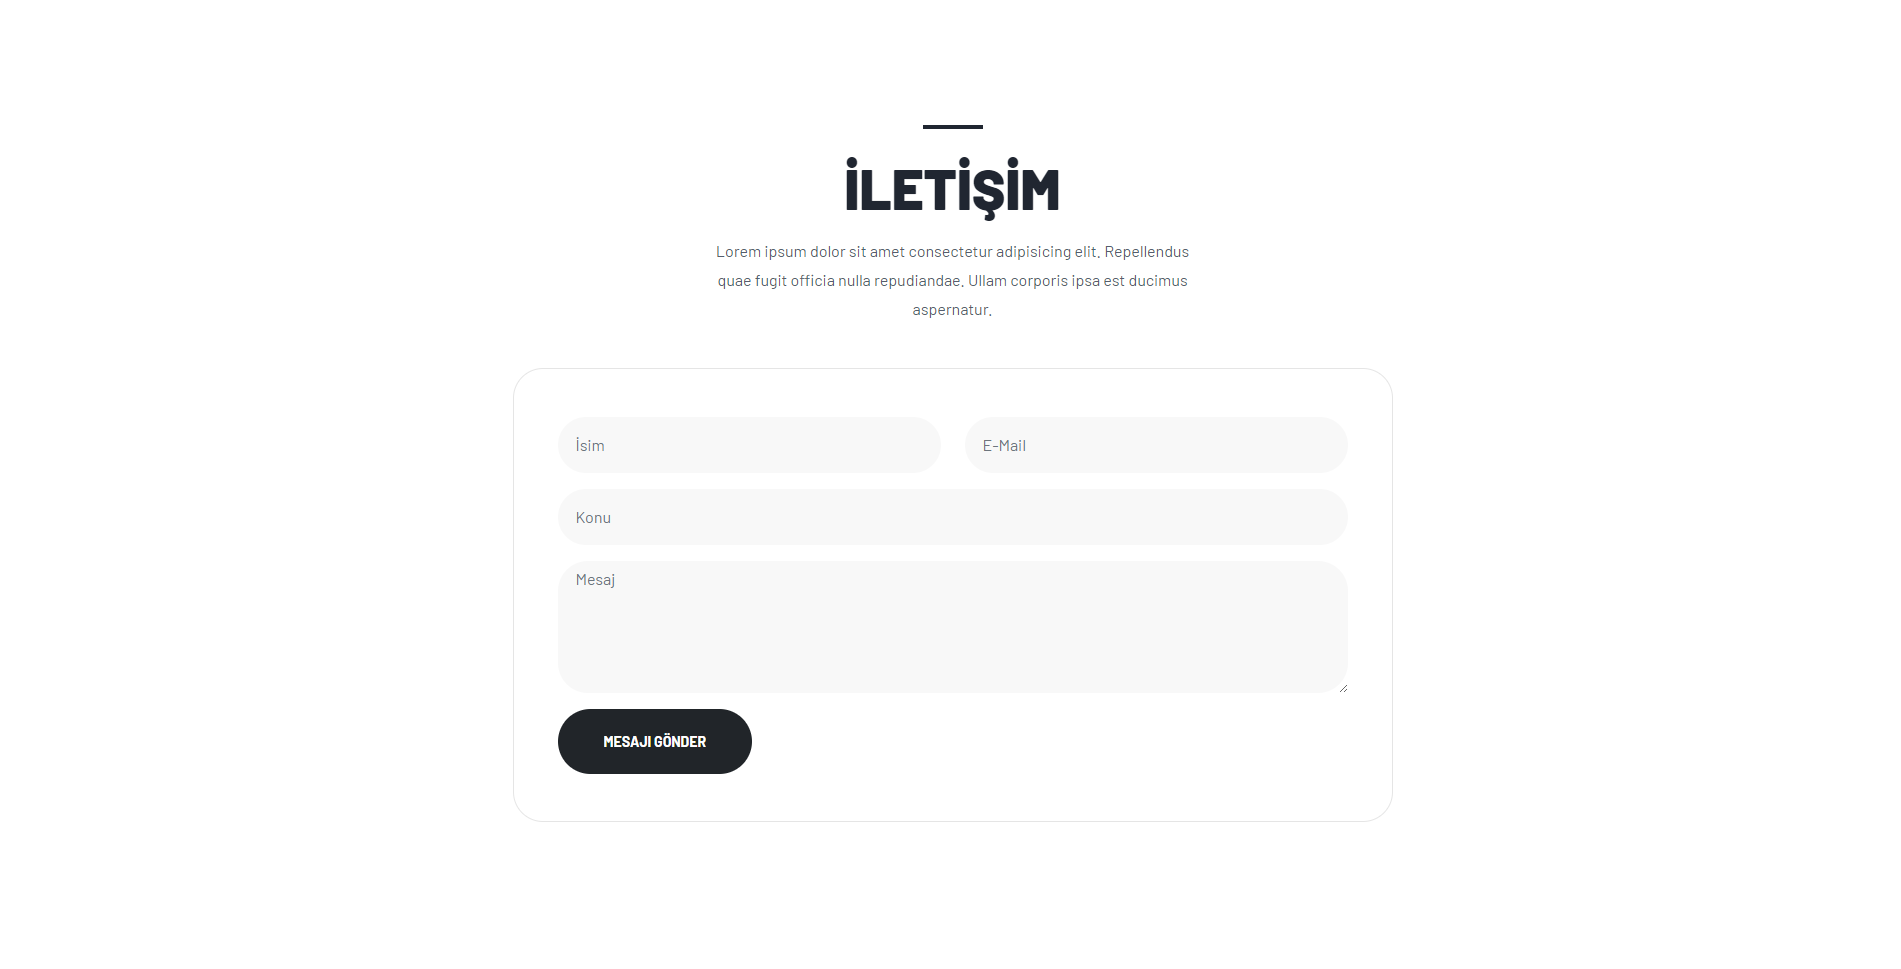 İLETİŞİM
Lorem ipsum dolor sit amet consectetur adipisicing elit. Repellendus
quae fugit officia nulla repudiandae. Ullam corporis ipsa est ducimus
aspernatur.
İsim
E-Mail
Konu
Mesaj
MESAJI GÖNDER